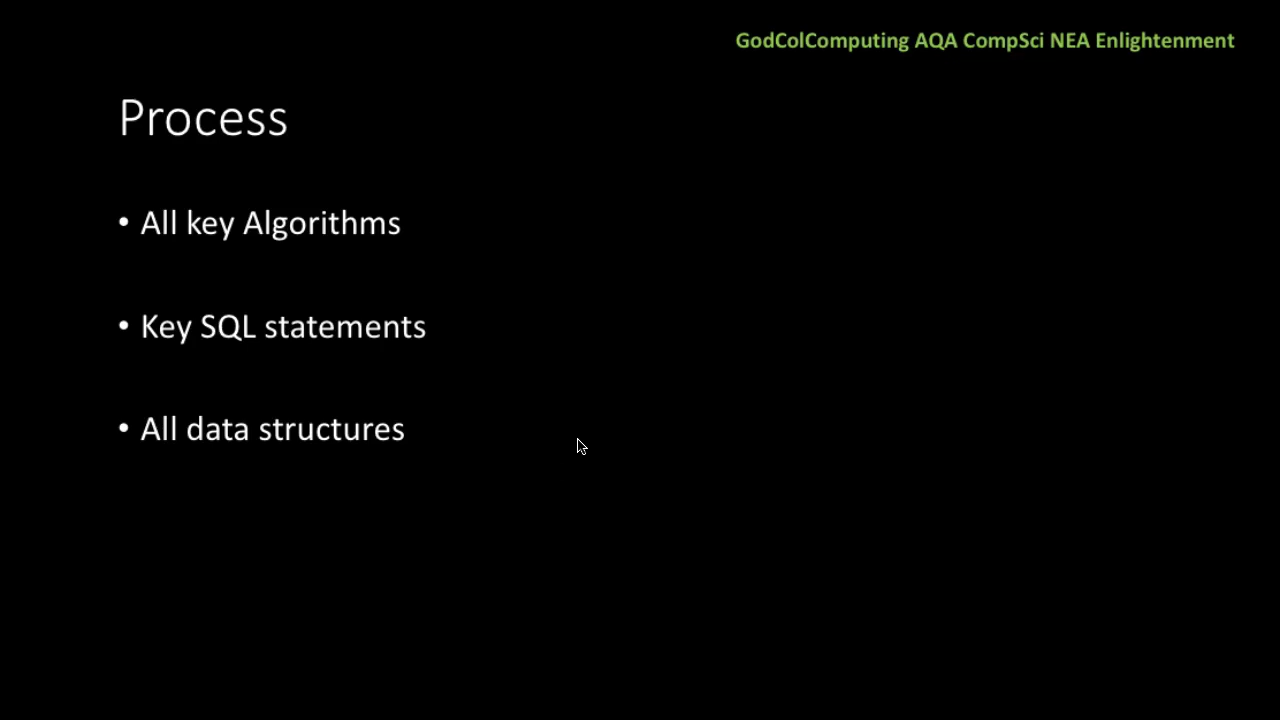 GodColComputing AQA CompSci NEA Enlightenment
Process
• All key Algorithms
• Key SQL statements
• All data structures